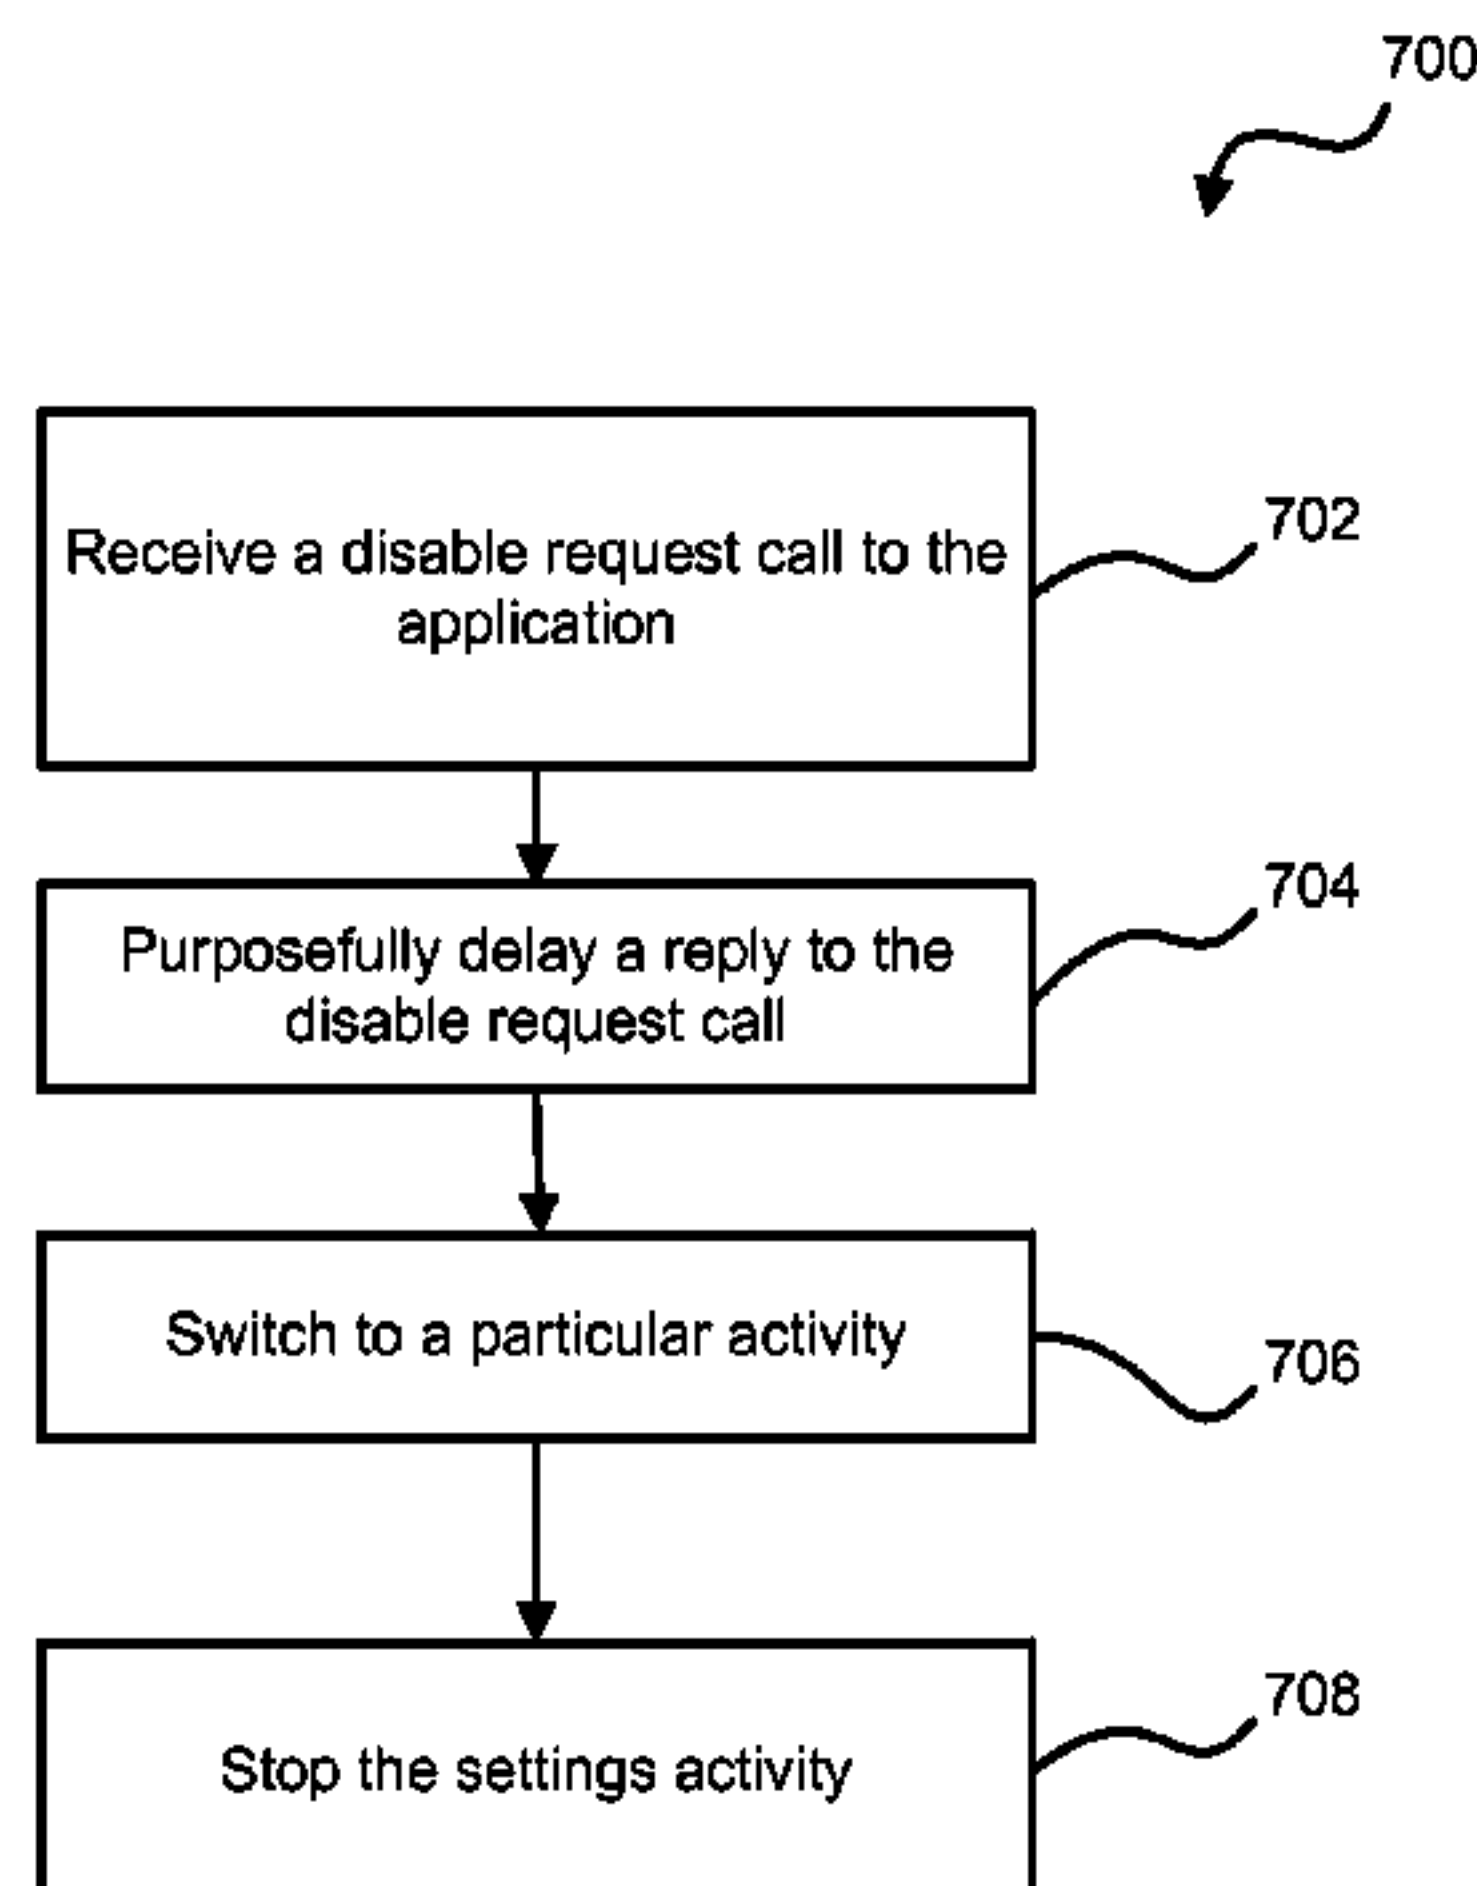 700
Receive a disable request call to the
application
702
Purposefully delay a reply to the
disable request call
704
Switch to a particular activity
706
Stop the settings activity
708